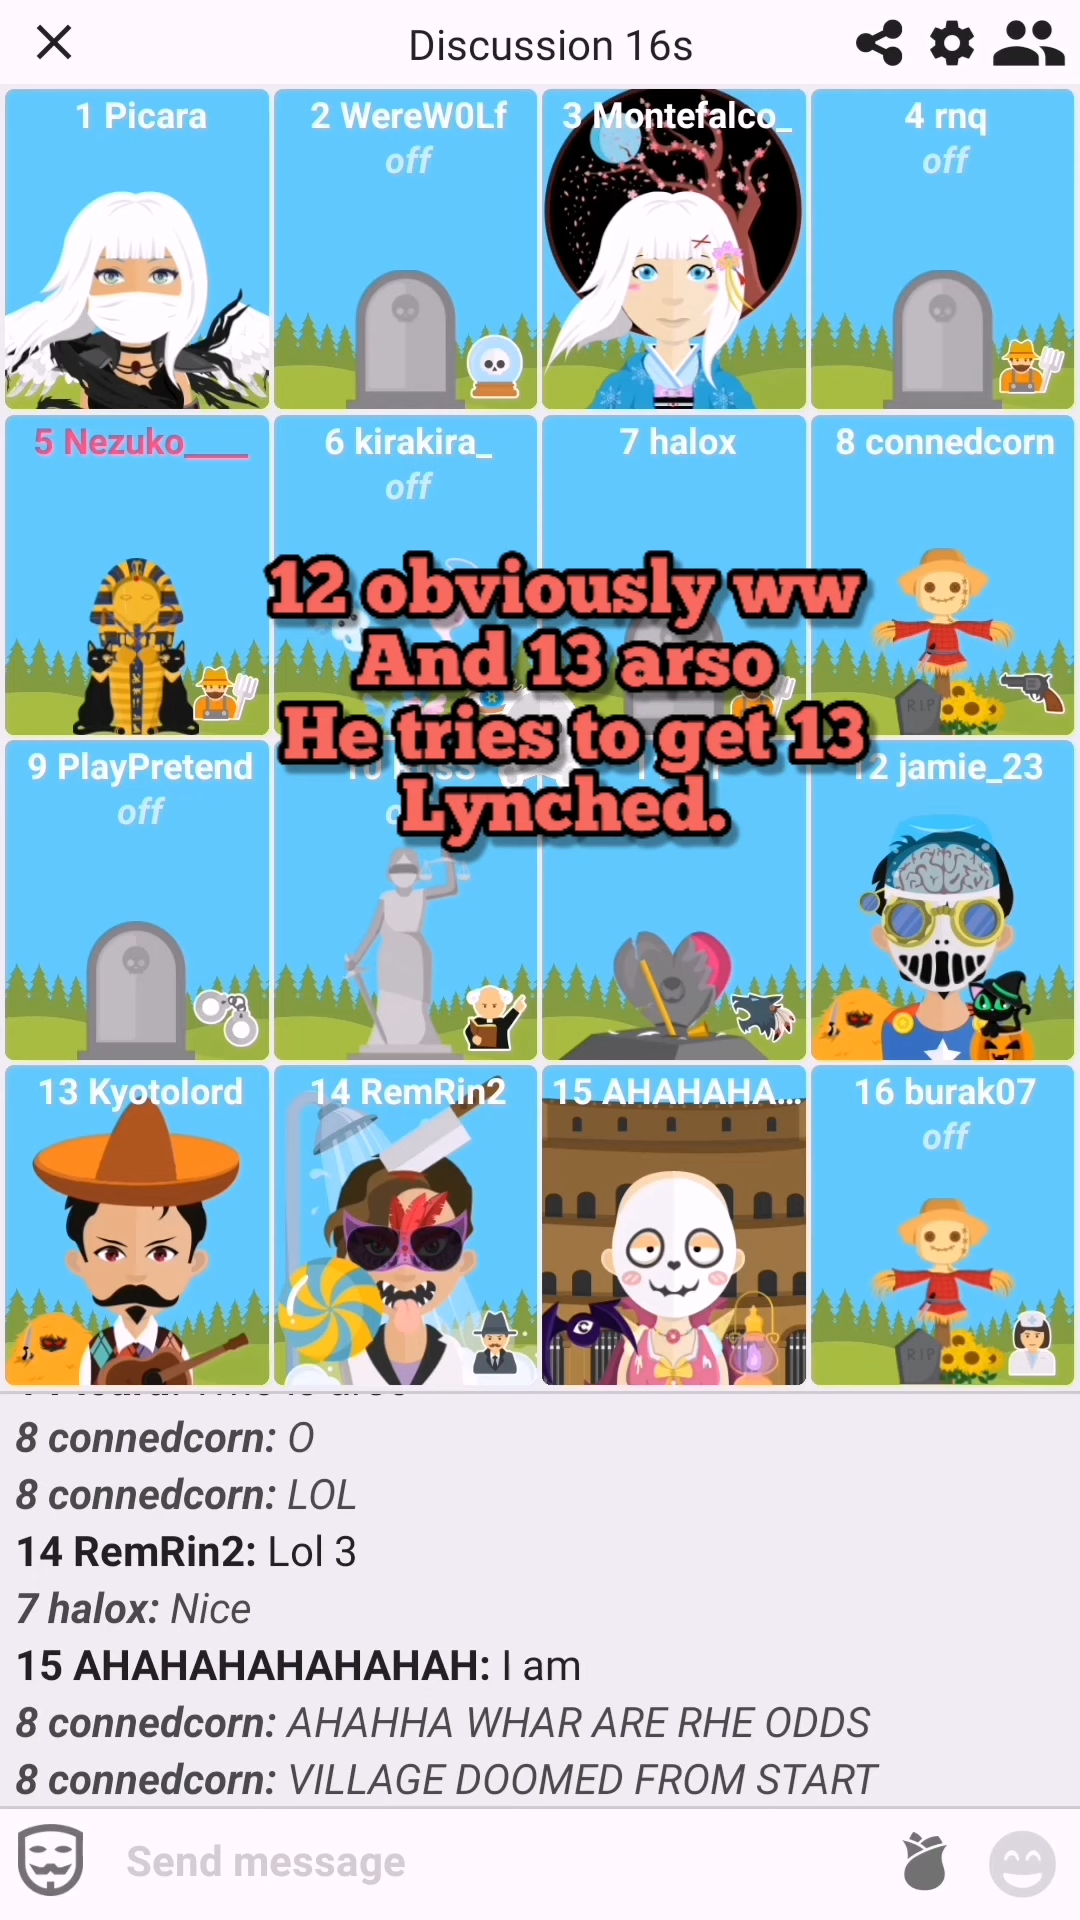 Discussion 16s
1 Picara
2 WereW0Lf
off
3 Montefalco_
4 rnq
off
5 Nezuko____
6 kirakira_
off
7 halox
8 connedcorn
12 obviously ww
And 13 arso
He tries to get 13
Lynched.
RIP
9 PlayPretend
off
12 jamie_23
13 Kyotolord
14 RemRin2
15 AHAHAHA...
16 burak07
off
RIP
8 connedcorn: O
8 connedcorn: LOL
14 RemRin2: Lol 3
7 halox: Nice
15 AHAHAHAHAHAHAH: I am
8 connedcorn: AHAHHA WHAR ARE RHE ODDS
8 connedcorn: VILLAGE DOOMED FROM START
Send message